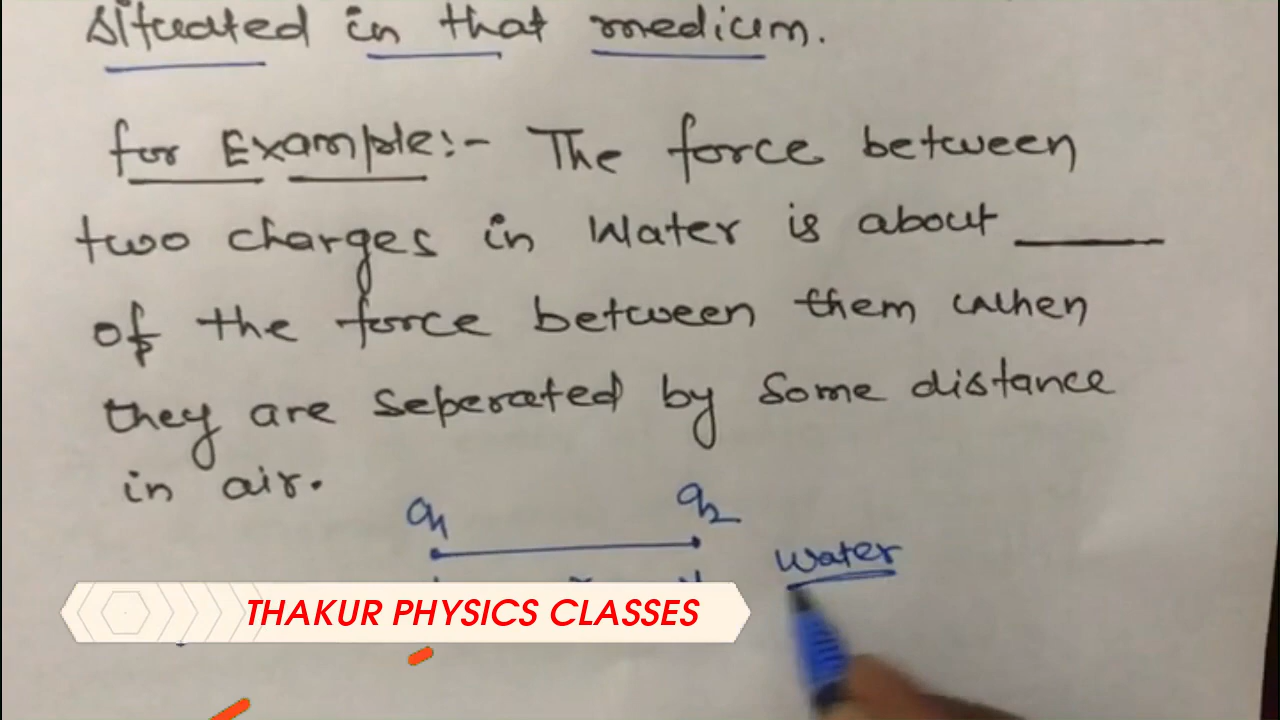 situated in that medium.
for Example:- The force between
two charges in Water is about _____
of the force between them when
they are seperated by some distance
in air.
q1 q2
Water
THAKUR PHYSICS CLASSES